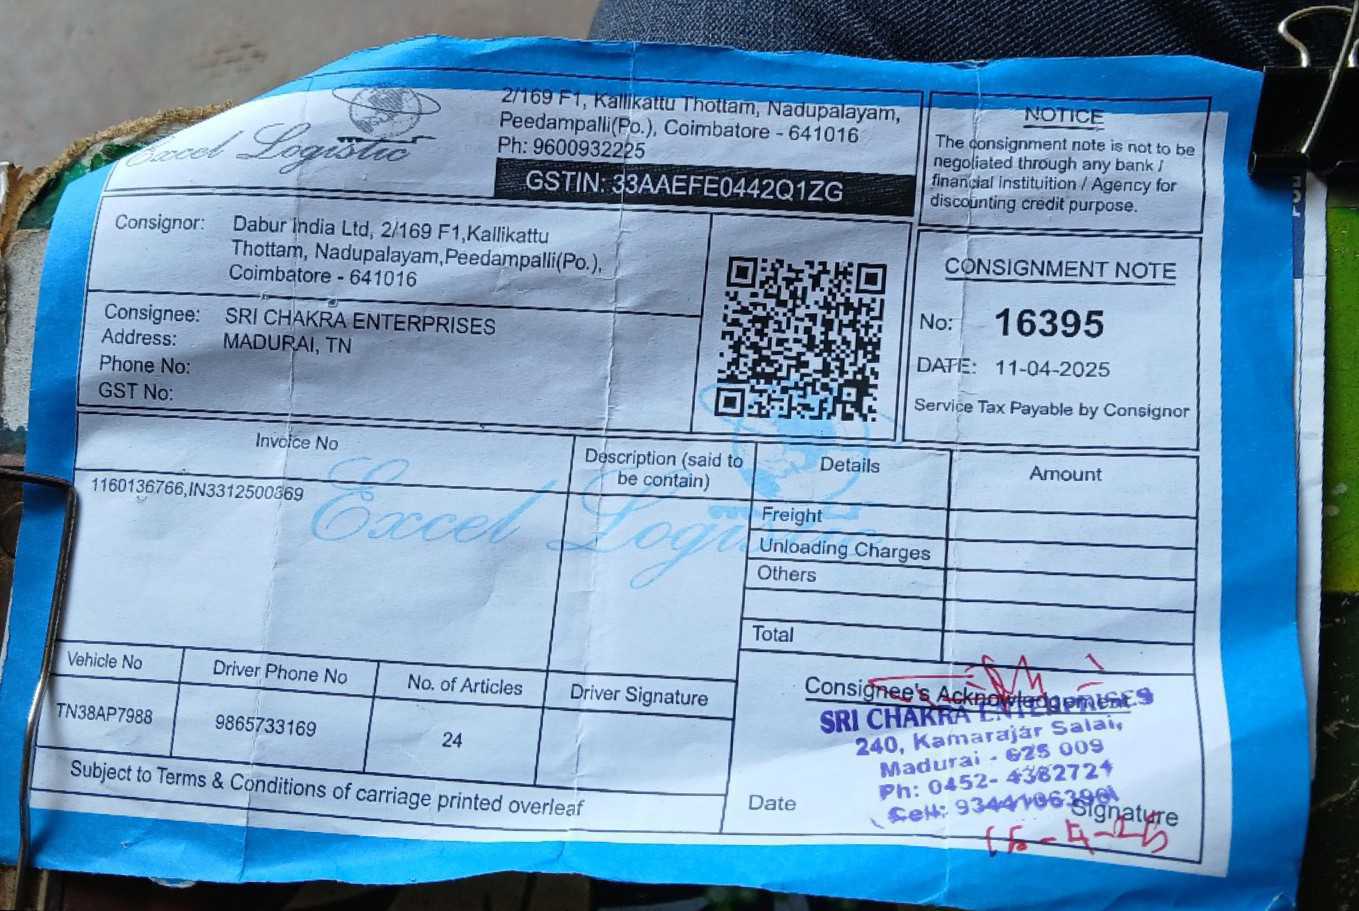 Excel Logistic
2/169 F1, Kallikattu Thottam, Nadupalayam,
Peedampalli(Po.), Coimbatore - 641016
Ph: 9600932225
GSTIN: 33AAEFE0442Q1ZG
NOTICE
The consignment note is not to be
negotiated through any bank /
financial Instituition / Agency for
discounting credit purpose.
Consignor: Dabur India Ltd, 2/169 F1,Kallikattu
Thottam, Nadupalayam,Peedampalli(Po.),
Coimbatore - 641016
Consignee: SRI CHAKRA ENTERPRISES
Address: MADURAI, TN
Phone No:
GST No:
CONSIGNMENT NOTE
No: 16395
DATE: 11-04-2025
Service Tax Payable by Consignor
Invoice No
Description (said to
be contain)
Details
Amount
1160136766,IN3312500869
Excel Logistic
Freight
Unloading Charges
Others
Total
Vehicle No
Driver Phone No
No. of Articles
Driver Signature
TN38AP7988
9865733169
24
Subject to Terms & Conditions of carriage printed overleaf
Consignee's Acknowledgement
SRI CHAKRA ENTERPRISES
240, Kamarajar Salai,
Madurai - 625 009
Ph: 0452- 4382724
Cell:
Date
Signature